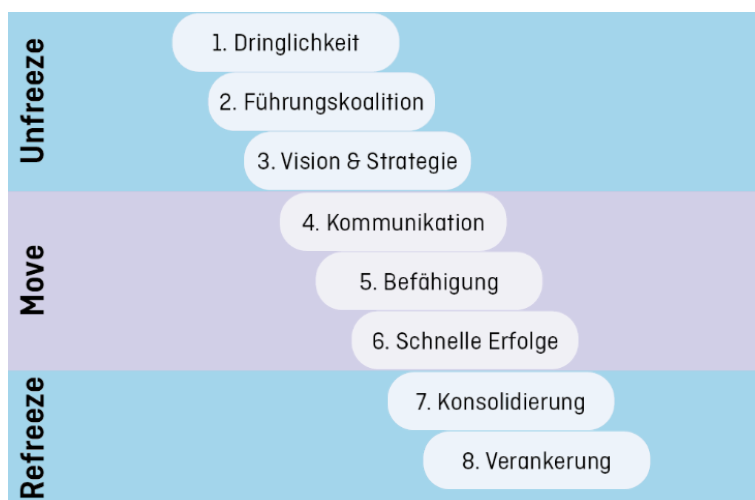 Unfreeze
1. Dringlichkeit
2. Führungskoalition
3. Vision & Strategie
Move
4. Kommunikation
5. Befähigung
6. Schnelle Erfolge
Refreeze
7. Konsolidierung
8. Verankerung